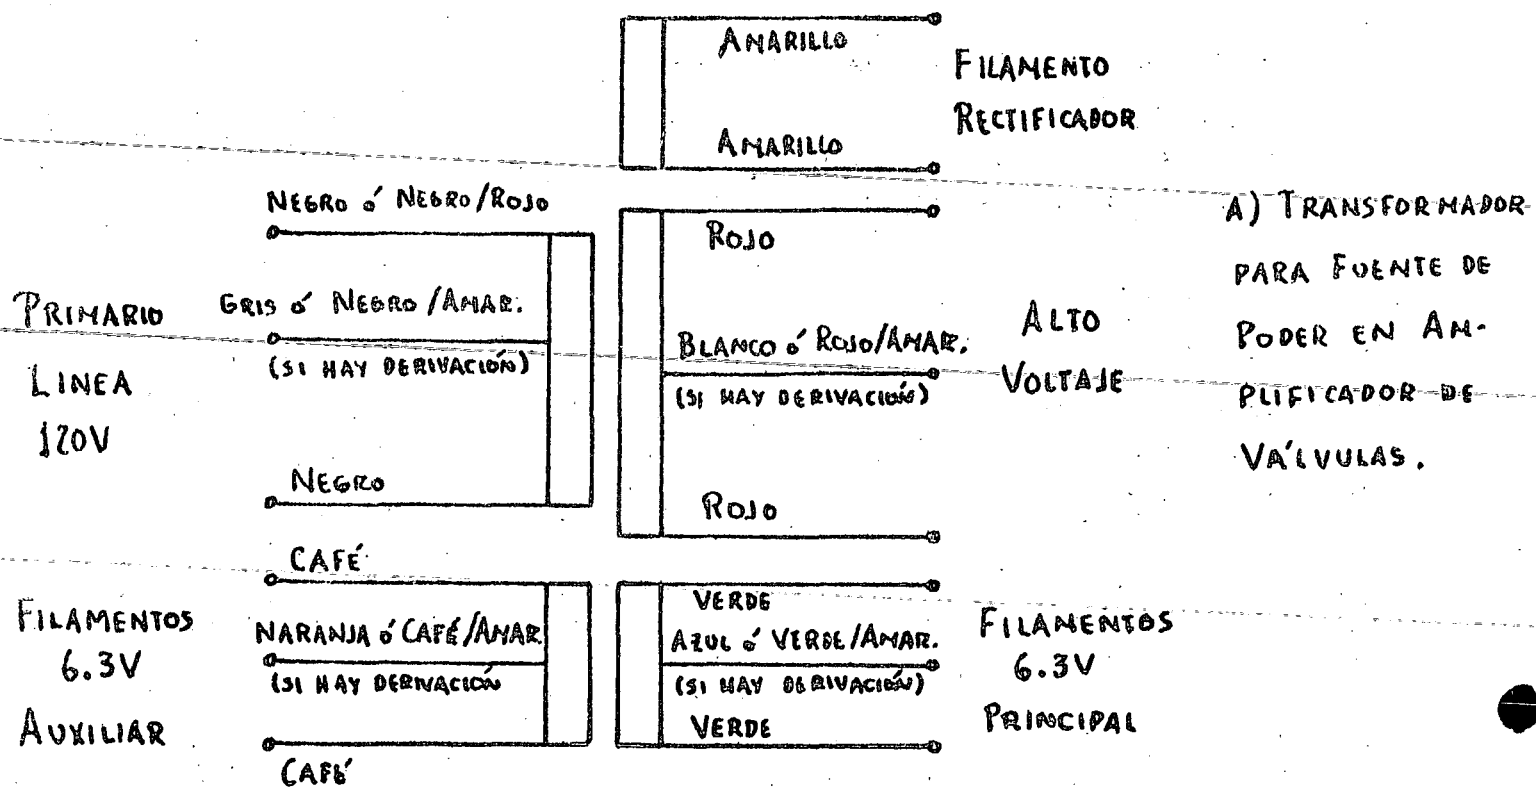 AMARILLO
FILAMENTO
RECTIFICADOR
AMARILLO
NEGRO ó NEGRO/ROJO
GRIS ó NEGRO/AMAR.
(SI HAY DERIVACIÓN)
NEGRO
PRIMARIO
LINEA
120V
ROJO
BLANCO ó ROJO/AMAR.
(SI HAY DERIVACIÓN)
ROJO
ALTO
VOLTAJE
A) TRANSFORMADOR
PARA FUENTE DE
PODER EN AM-
PLIFICADOR DE
VÁLVULAS.
CAFÉ
NARANJA ó CAFÉ/AMAR
(SI HAY DERIVACIÓN
CAFÉ
FILAMENTOS
6.3V
AUXILIAR
VERDE
AZUL ó VERDE/AMAR.
(SI HAY DERIVACIÓN)
VERDE
FILAMENTOS
6.3V
PRINCIPAL